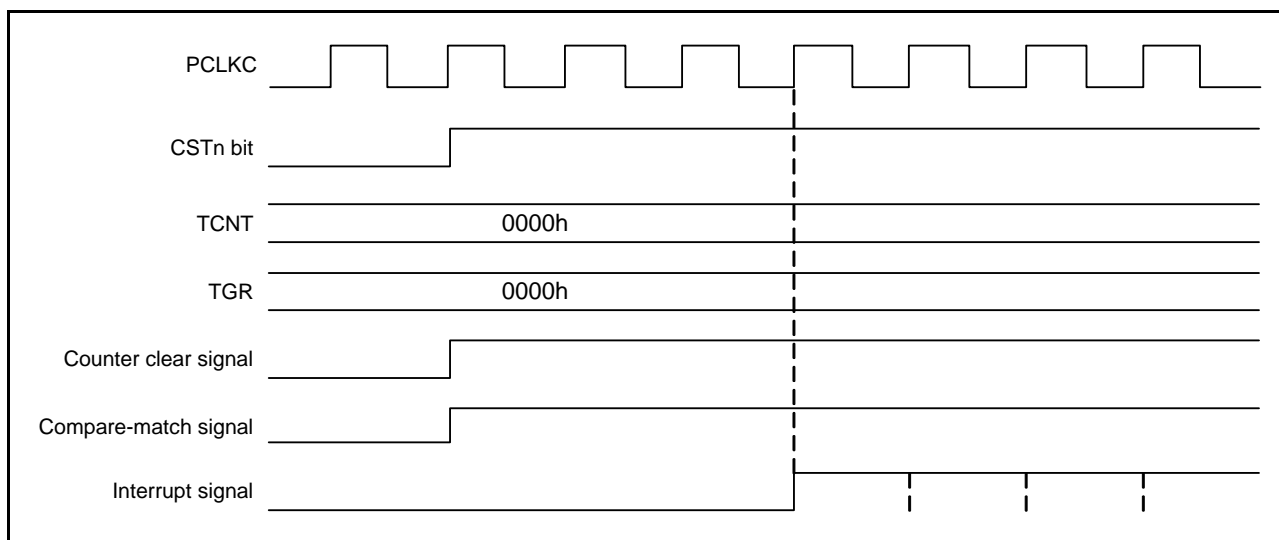 PCLKC
CSTn bit
TCNT
0000h
TGR
0000h
Counter clear signal
Compare-match signal
Interrupt signal